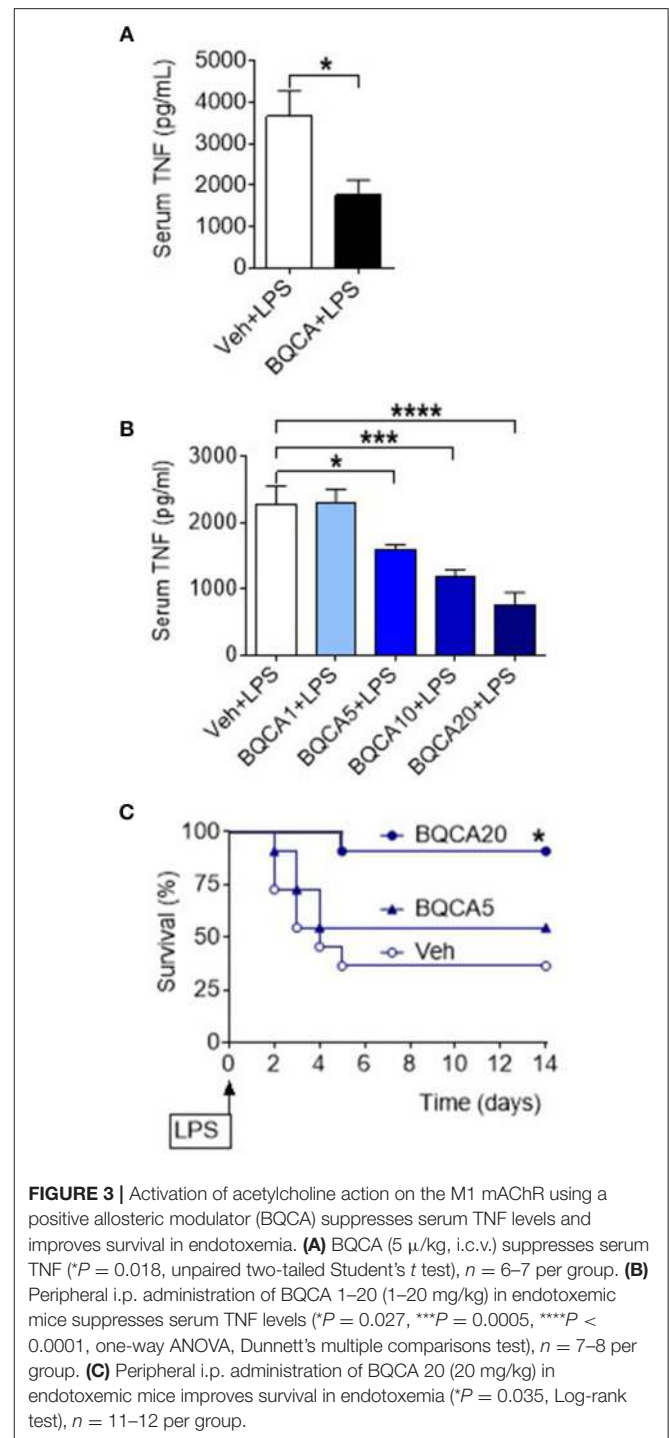 A
5000
4000
3000
2000
1000
0
Serum TNF (pg/mL)
*
Veh+LPS
BQCA+LPS
B
****
***
*
3000
2000
1000
0
Serum TNF (pg/ml)
Veh+LPS
BQCA1+LPS
BQCA5+LPS
BQCA10+LPS
BQCA20+LPS
C
100
75
50
25
0
Survival (%)
BQCA20
*
BQCA5
Veh
0 2 4 6 8 10 12 14
Time (days)
LPS
FIGURE 3 | Activation of acetylcholine action on the M1 mAChR using a
positive allosteric modulator (BQCA) suppresses serum TNF levels and
improves survival in endotoxemia. (A) BQCA (5 μ/kg, i.c.v.) suppresses serum
TNF (*P = 0.018, unpaired two-tailed Student’s t test), n = 6–7 per group. (B)
Peripheral i.p. administration of BQCA 1–20 (1–20 mg/kg) in endotoxemic
mice suppresses serum TNF levels (*P = 0.027, ***P = 0.0005, ****P <
0.0001, one-way ANOVA, Dunnett’s multiple comparisons test), n = 7–8 per
group. (C) Peripheral i.p. administration of BQCA 20 (20 mg/kg) in
endotoxemic mice improves survival in endotoxemia (*P = 0.035, Log-rank
test), n = 11–12 per group.